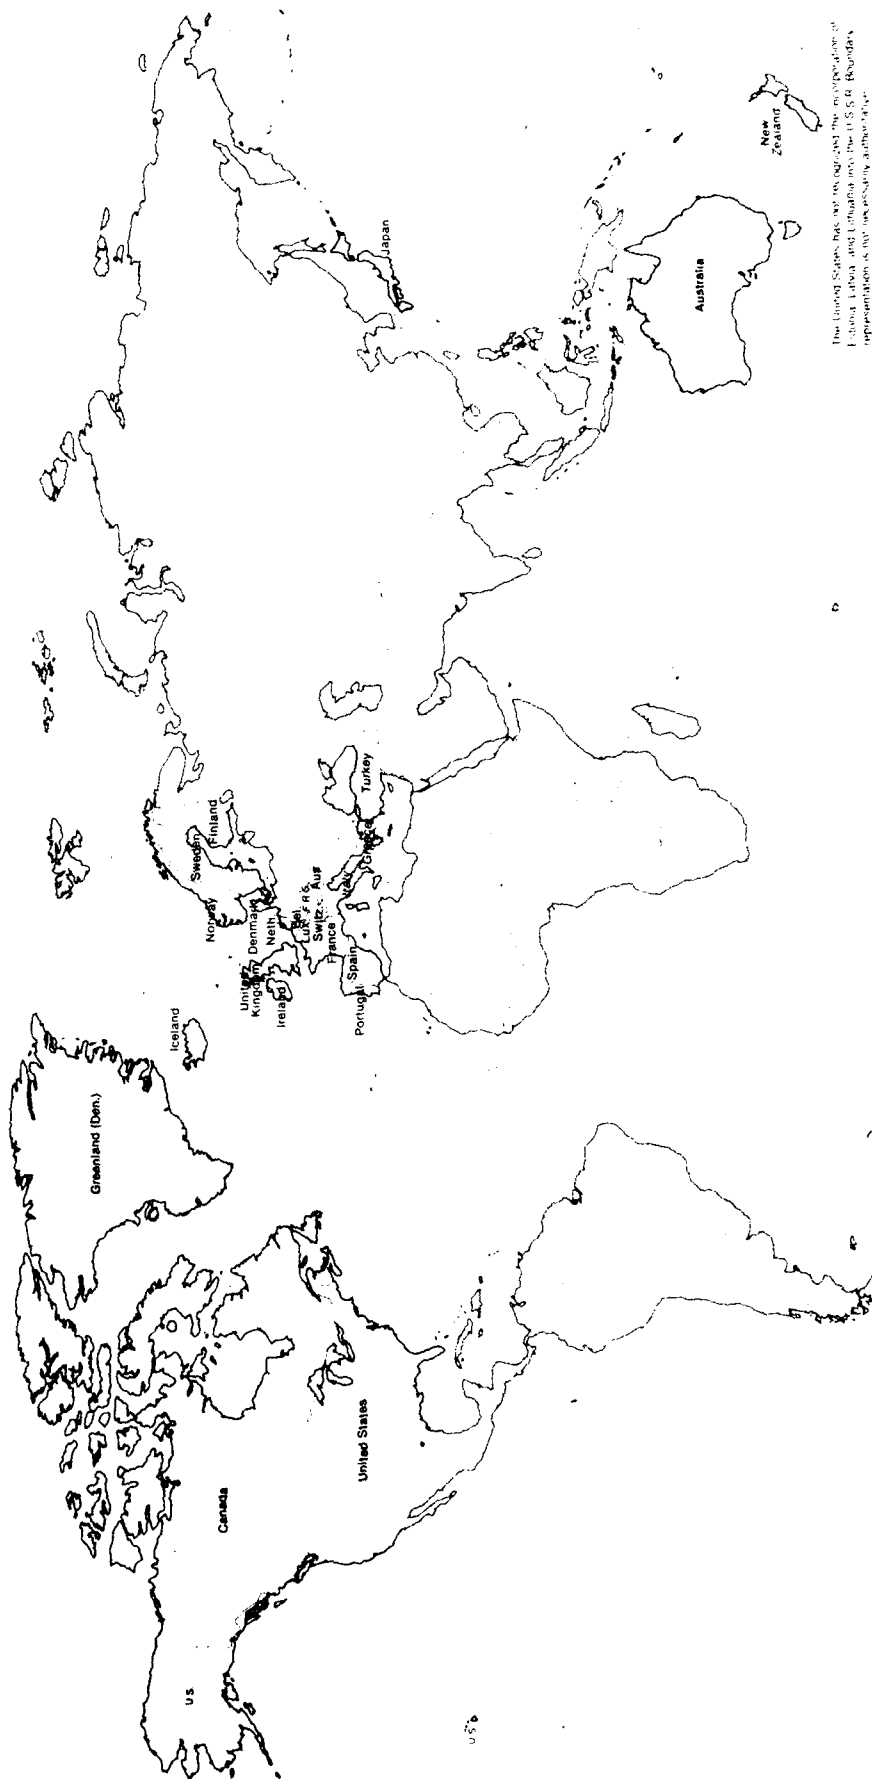 Greenland (Den.)
Iceland
U.S.
Canada
United States
U S
Norway
Sweden
Finland
Denmark
United
Kingdom
Ireland
Neth.
Bel
Lux.
F R G
Switz.
Aus
France
Portugal
Spain
Italy
Greece
Turkey
Japan
Australia
New
Zealand
The United States has not recognized the incorporation of
Estonia, Latvia, and Lithuania into the U S S R. Boundary
representation is not necessarily authoritative